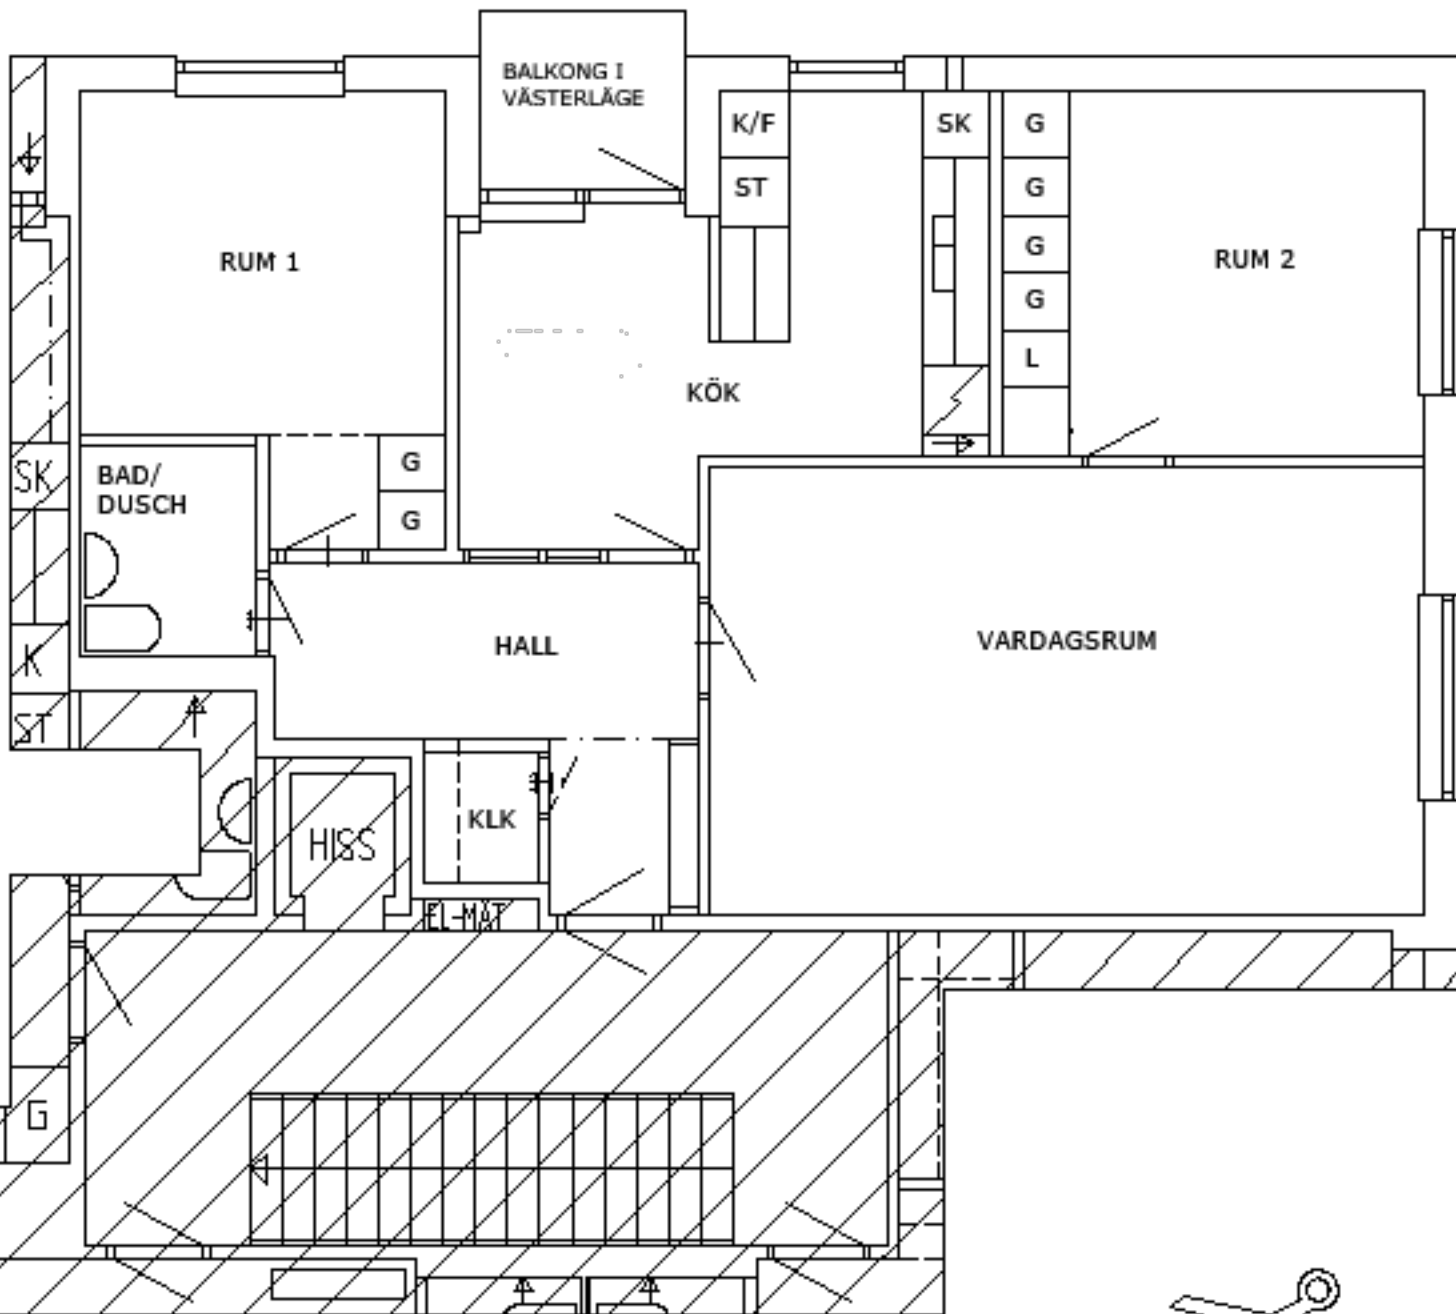 BALKONG I
VÄSTERLÄGE
K/F
SK
G
ST
G
G
RUM 1
RUM 2
G
L
KÖK
G
SK
BAD/
DUSCH
G
HALL
VARDAGSRUM
K
ST
KLK
HISS
EL-MÄT
G